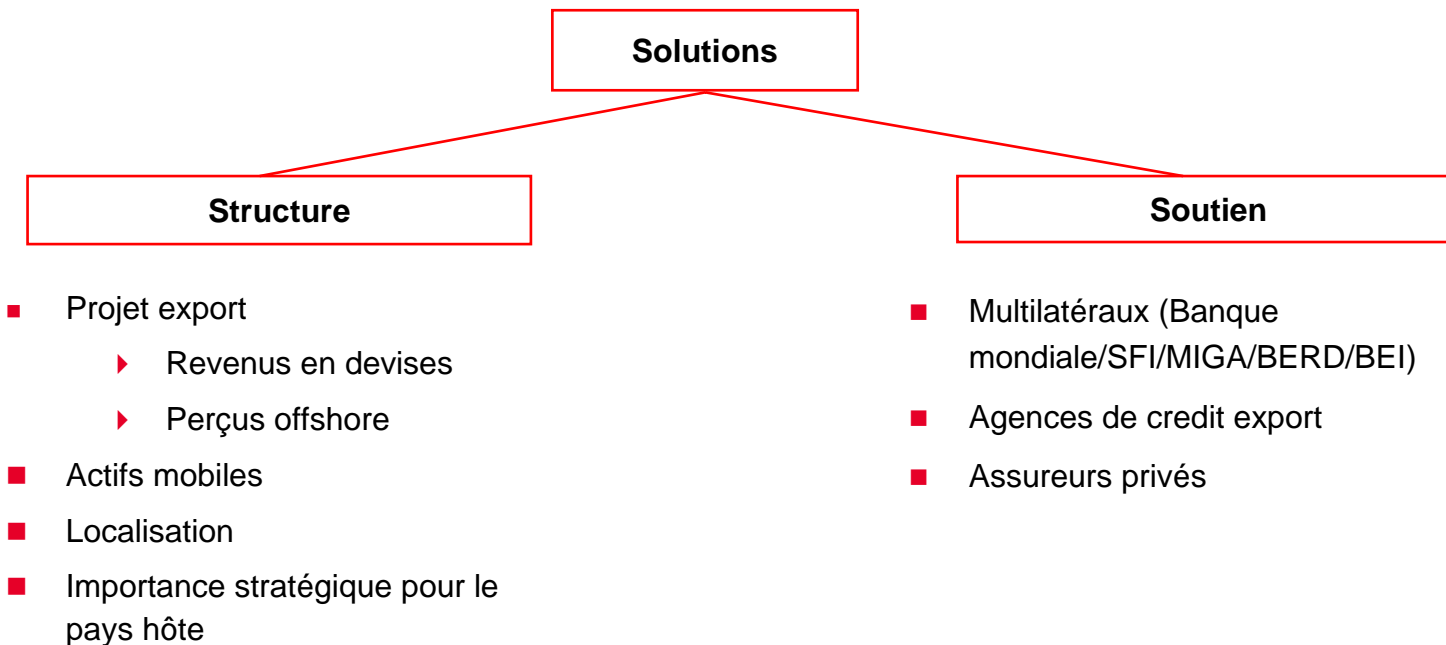 Solutions
Structure
Projet export
Revenus en devises
Perçus offshore
Actifs mobiles
Localisation
Importance stratégique pour le
pays hôte
Soutien
Multilatéraux (Banque
mondiale/SFI/MIGA/BERD/BEI)
Agences de credit export
Assureurs privés